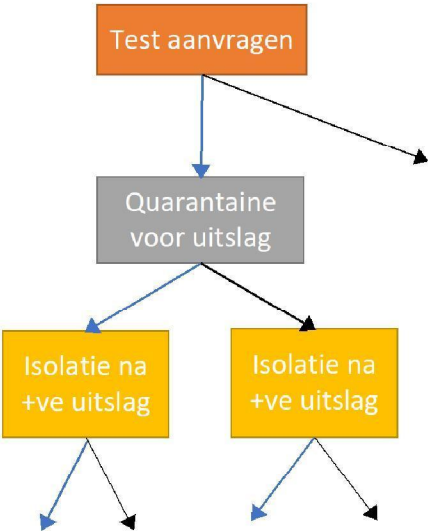 Test aanvragen
Quarantaine
voor uitslag
Isolatie na
+ve uitslag
Isolatie na
+ve uitslag